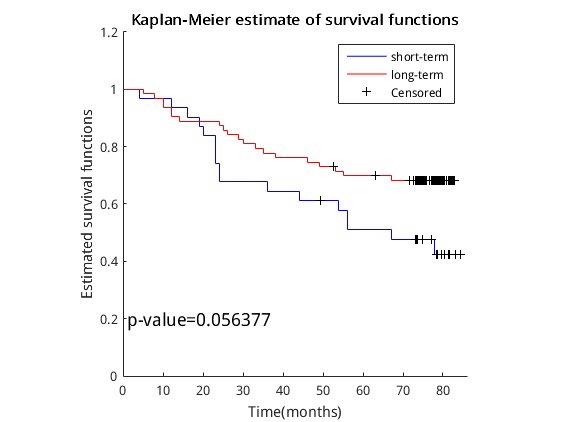 Kaplan-Meier estimate of survival functions
1.2
1
0.8
0.6
0.4
0.2
0
Estimated survival functions
short-term
long-term
Censored
p-value=0.056377
0 10 20 30 40 50 60 70 80
Time(months)